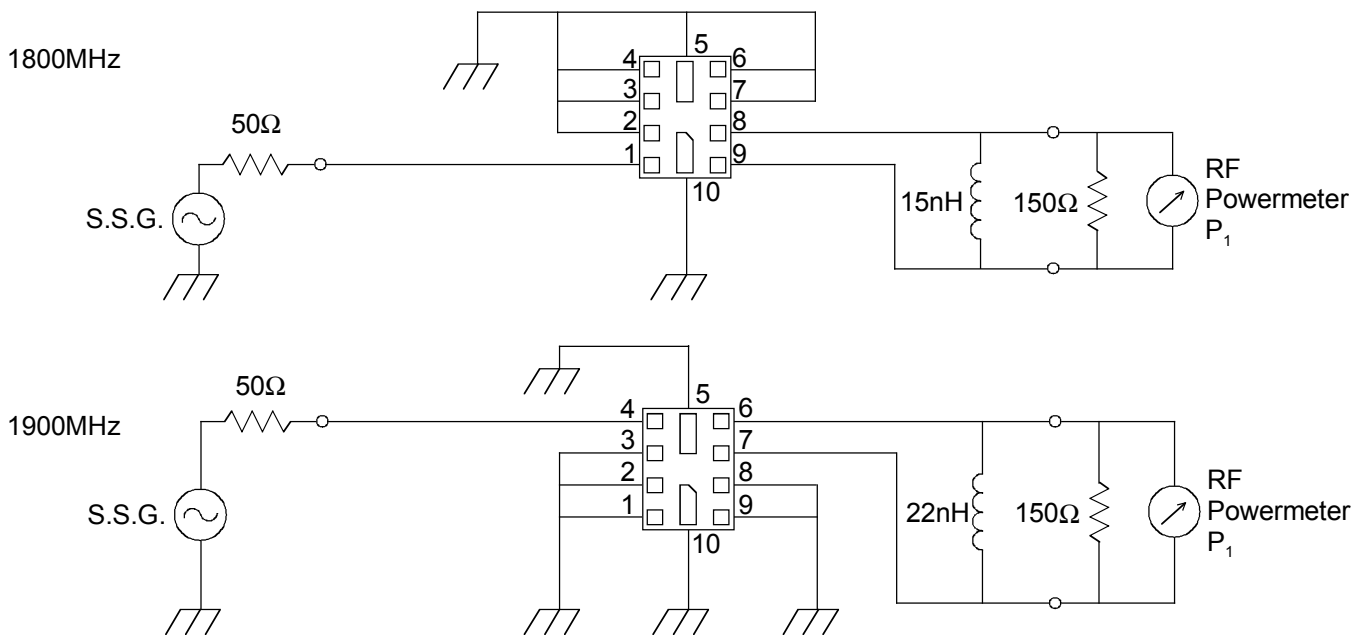 1800MHz
50Ω
S.S.G.
4
3
2
1
5
6
7
8
9
10
15nH
150Ω
RF
Powermeter
P₁
1900MHz
50Ω
S.S.G.
4
3
2
1
5
6
7
8
9
10
22nH
150Ω
RF
Powermeter
P₁